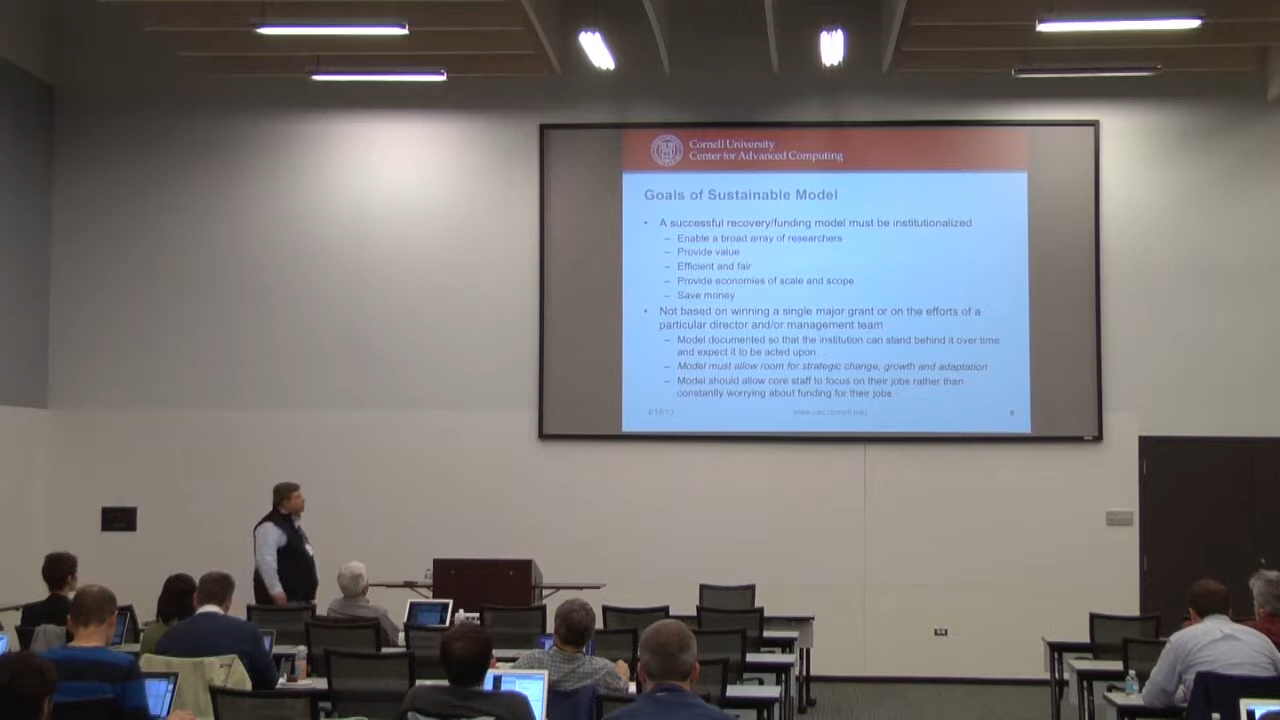 Cornell University
Center for Advanced Computing
Goals of Sustainable Model
• A successful recovery/funding model must be institutionalized
– Enable a broad array of researchers
– Provide value
– Efficient and fair
– Provide economies of scale and scope
– Save money
• Not based on winning a single major grant or on the efforts of a
particular director and/or management team
– Model documented so that the institution can stand behind it over time
and expect it to be acted upon
– Model must allow room for strategic change, growth and adaptation
– Model should allow core staff to focus on their jobs rather than
constantly worrying about funding for their jobs
www.cac.cornell.edu